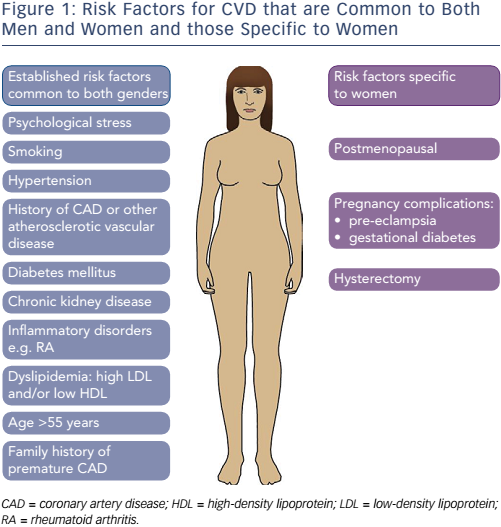 Figure 1: Risk Factors for CVD that are Common to Both
Men and Women and those Specific to Women
Established risk factors
common to both genders
Psychological stress
Smoking
Hypertension
History of CAD or other
atherosclerotic vascular
disease
Diabetes mellitus
Chronic kidney disease
Inflammatory disorders
e.g. RA
Dyslipidemia: high LDL
and/or low HDL
Age >55 years
Family history of
premature CAD
Risk factors specific
to women
Postmenopausal
Pregnancy complications:
• pre-eclampsia
• gestational diabetes
Hysterectomy
CAD = coronary artery disease; HDL = high-density lipoprotein; LDL = low-density lipoprotein;
RA = rheumatoid arthritis.